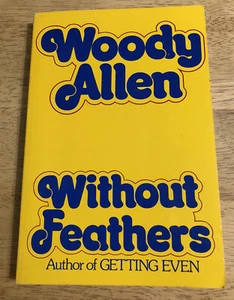 Woody
Allen
Without
Feathers
Author of GETTING EVEN